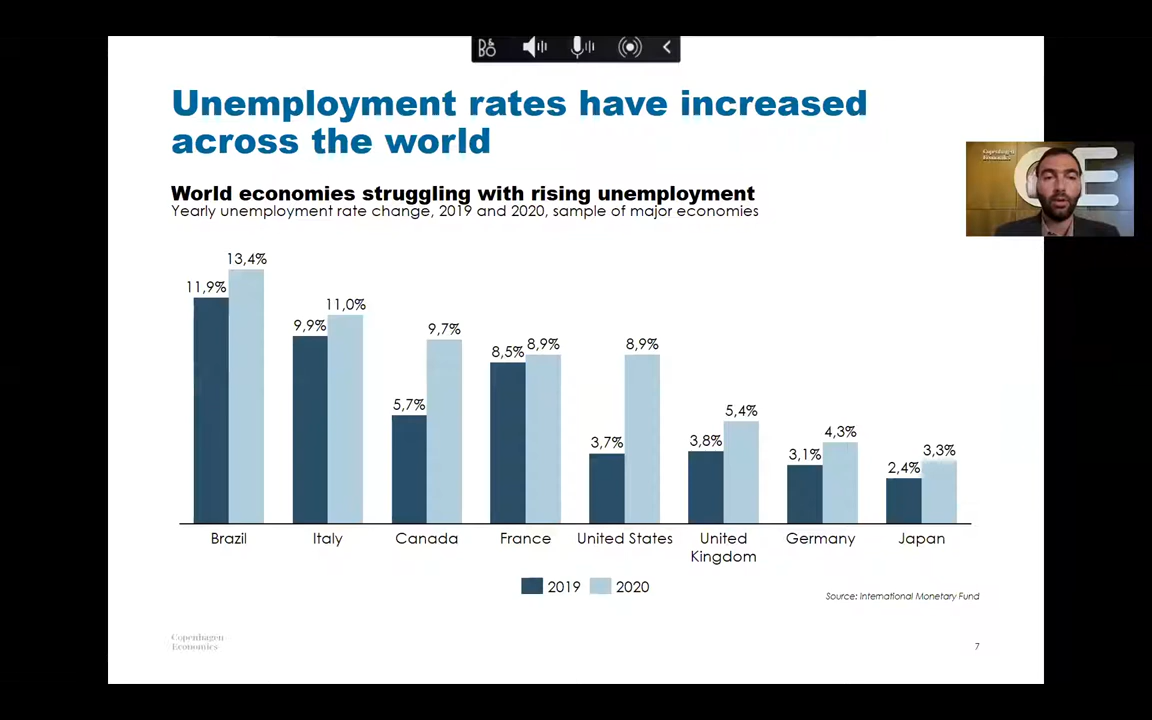 Unemployment rates have increased
across the world
World economies struggling with rising unemployment
Yearly unemployment rate change, 2019 and 2020, sample of major economies
Copenhagen
Economics
CE
11,9% 13,4%
9,9% 11,0%
5,7% 9,7%
8,5% 8,9%
3,7% 8,9%
3,8% 5,4%
3,1% 4,3%
2,4% 3,3%
Brazil Italy Canada France United States United Kingdom Germany Japan
2019 2020
Source: International Monetary Fund
Copenhagen
Economics
7